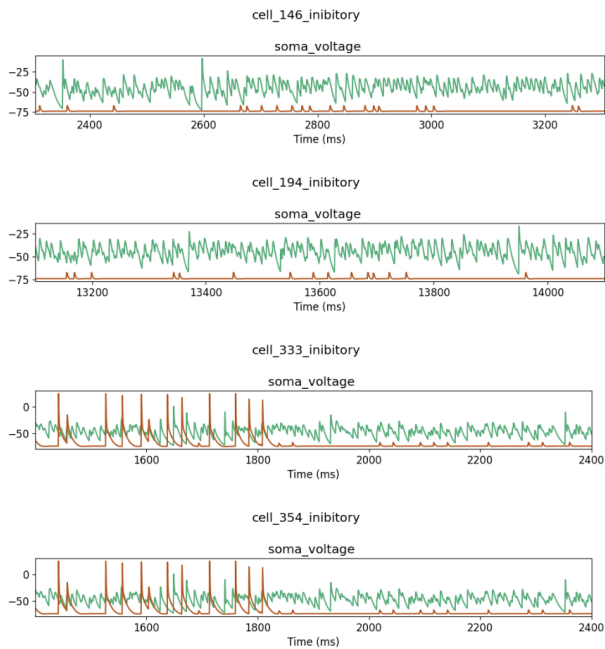 cell_146_inibitory
soma_voltage
−25
−50
−75
2400 2600 2800 3000 3200
Time (ms)
cell_194_inibitory
soma_voltage
−25
−50
−75
13200 13400 13600 13800 14000
Time (ms)
cell_333_inibitory
soma_voltage
0
−50
1600 1800 2000 2200 2400
Time (ms)
cell_354_inibitory
soma_voltage
0
−50
1600 1800 2000 2200 2400
Time (ms)